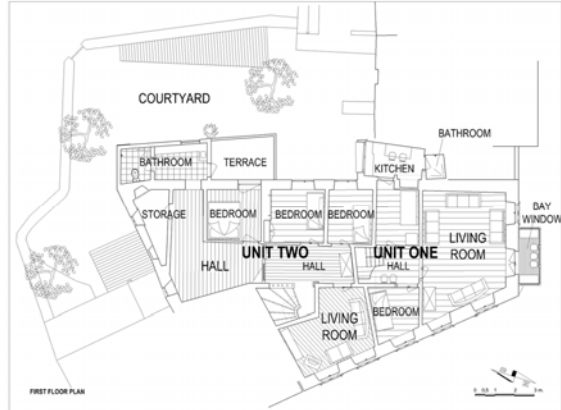 COURTYARD
BATHROOM
BATHROOM
TERRACE
KITCHEN
STORAGE
BEDROOM
BEDROOM
BEDROOM
BAY
WINDOW
LIVING
ROOM
UNIT TWO
UNIT ONE
HALL
HALL
HALL
LIVING
ROOM
BEDROOM
FIRST FLOOR PLAN
0 0,5 1 2 3 m.